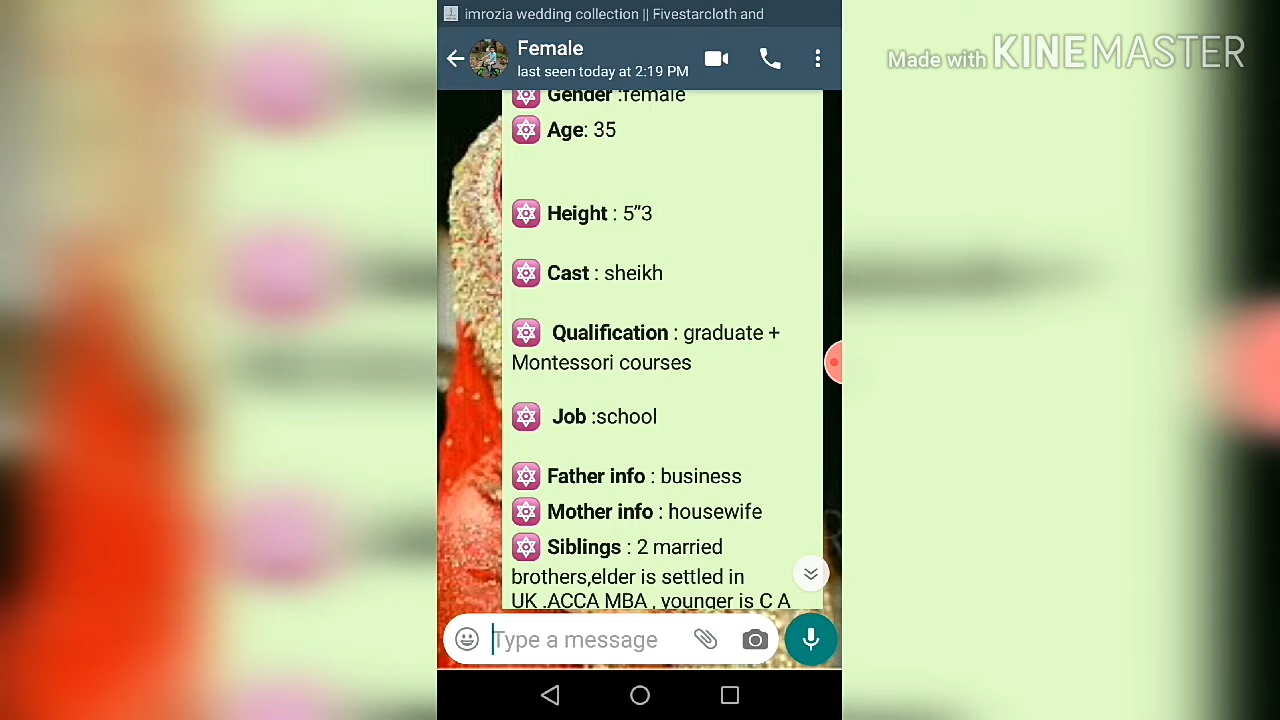 imrozia wedding collection || Fivestarcloth and
Made with KINEMASTER
Female
last seen today at 2:19 PM
Gender :female
Age: 35
Height : 5”3
Cast : sheikh
Qualification : graduate +
Montessori courses
Job :school
Father info : business
Mother info : housewife
Siblings : 2 married
brothers,elder is settled in
UK .ACCA MBA , younger is C A
Type a message